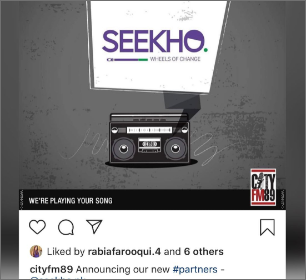 SEEKHO.
WHEELS OF CHANGE
WE'RE PLAYING YOUR SONG
CITY
FM89
Liked by rabiafarooqui.4 and 6 others
cityfm89 Announcing our new #partners -